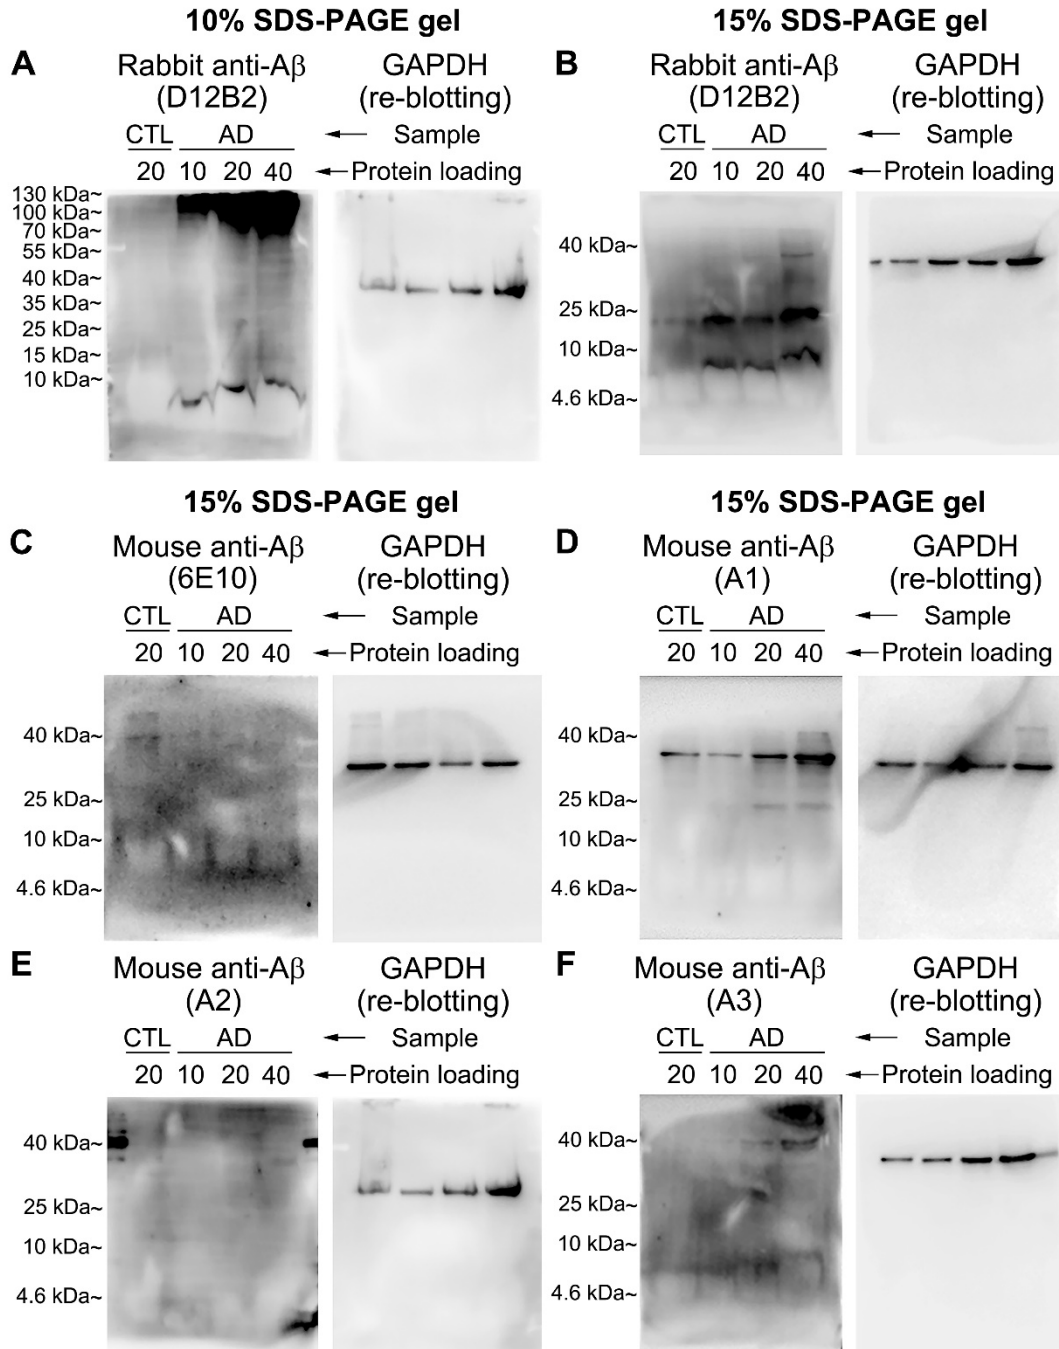 10% SDS-PAGE gel
A
Rabbit anti-Aβ
(D12B2)
GAPDH
(re-blotting)
CTL AD ← Sample
20 10 20 40 ←Protein loading
130 kDa~
100 kDa~
70 kDa~
55 kDa~
40 kDa~
35 kDa~
25 kDa~
15 kDa~
10 kDa~
15% SDS-PAGE gel
B
Rabbit anti-Aβ
(D12B2)
GAPDH
(re-blotting)
CTL AD ← Sample
20 10 20 40 ←Protein loading
40 kDa~
25 kDa~
10 kDa~
4.6 kDa~
15% SDS-PAGE gel
C
Mouse anti-Aβ
(6E10)
GAPDH
(re-blotting)
CTL AD ← Sample
20 10 20 40 ←Protein loading
40 kDa~
25 kDa~
10 kDa~
4.6 kDa~
15% SDS-PAGE gel
D
Mouse anti-Aβ
(A1)
GAPDH
(re-blotting)
CTL AD ← Sample
20 10 20 40 ←Protein loading
40 kDa~
25 kDa~
10 kDa~
4.6 kDa~
E
Mouse anti-Aβ
(A2)
GAPDH
(re-blotting)
CTL AD ← Sample
20 10 20 40 ←Protein loading
40 kDa~
25 kDa~
10 kDa~
4.6 kDa~
F
Mouse anti-Aβ
(A3)
GAPDH
(re-blotting)
CTL AD ← Sample
20 10 20 40 ←Protein loading
40 kDa~
25 kDa~
10 kDa~
4.6 kDa~